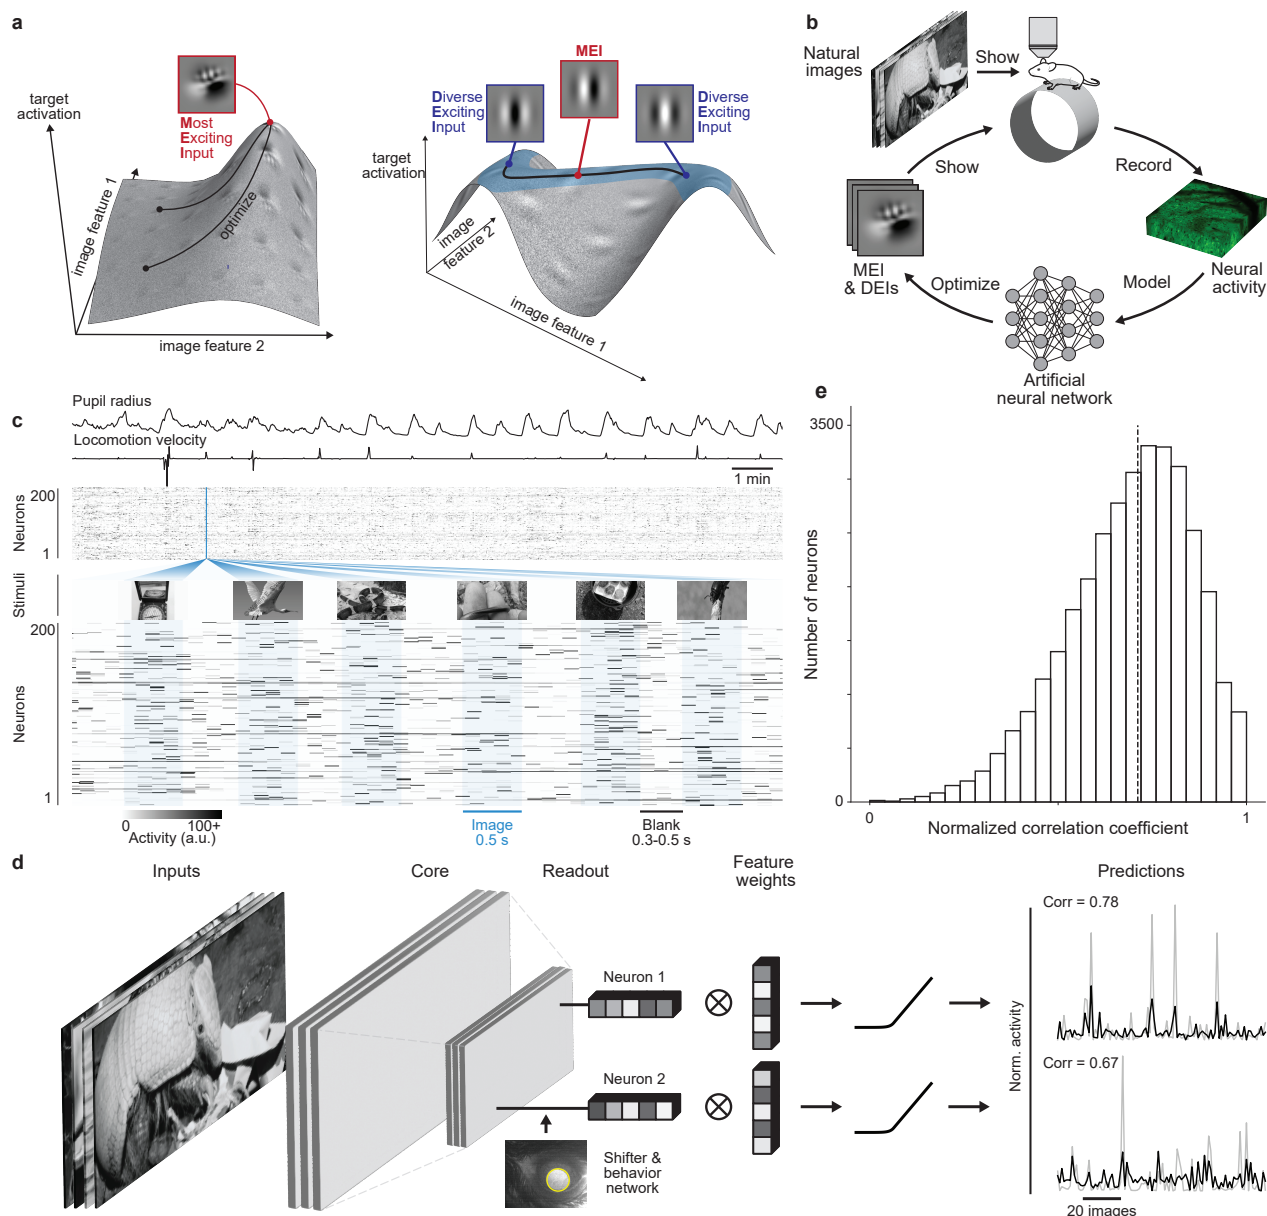 a
target
activation
Most
Exciting
Input
optimize
image feature 1
image feature 2
MEI
Diverse
Exciting
Input
Diverse
Exciting
Input
target
activation
image
feature 2
image feature 1
b
Natural
images
Show
Show
Record
MEI
& DEIs
Optimize
Model
Neural
activity
Artificial
neural network
c
Pupil radius
Locomotion velocity
1 min
Neurons
200
1
Stimuli
Neurons
200
1
0
100+
Activity (a.u.)
Image
0.5 s
Blank
0.3-0.5 s
e
3500
Number of neurons
0
0
1
Normalized correlation coefficient
d
Inputs
Core
Readout
Feature
weights
Predictions
Neuron 1
Neuron 2
Shifter &
behavior
network
Norm. activity
Corr = 0.78
Corr = 0.67
20 images